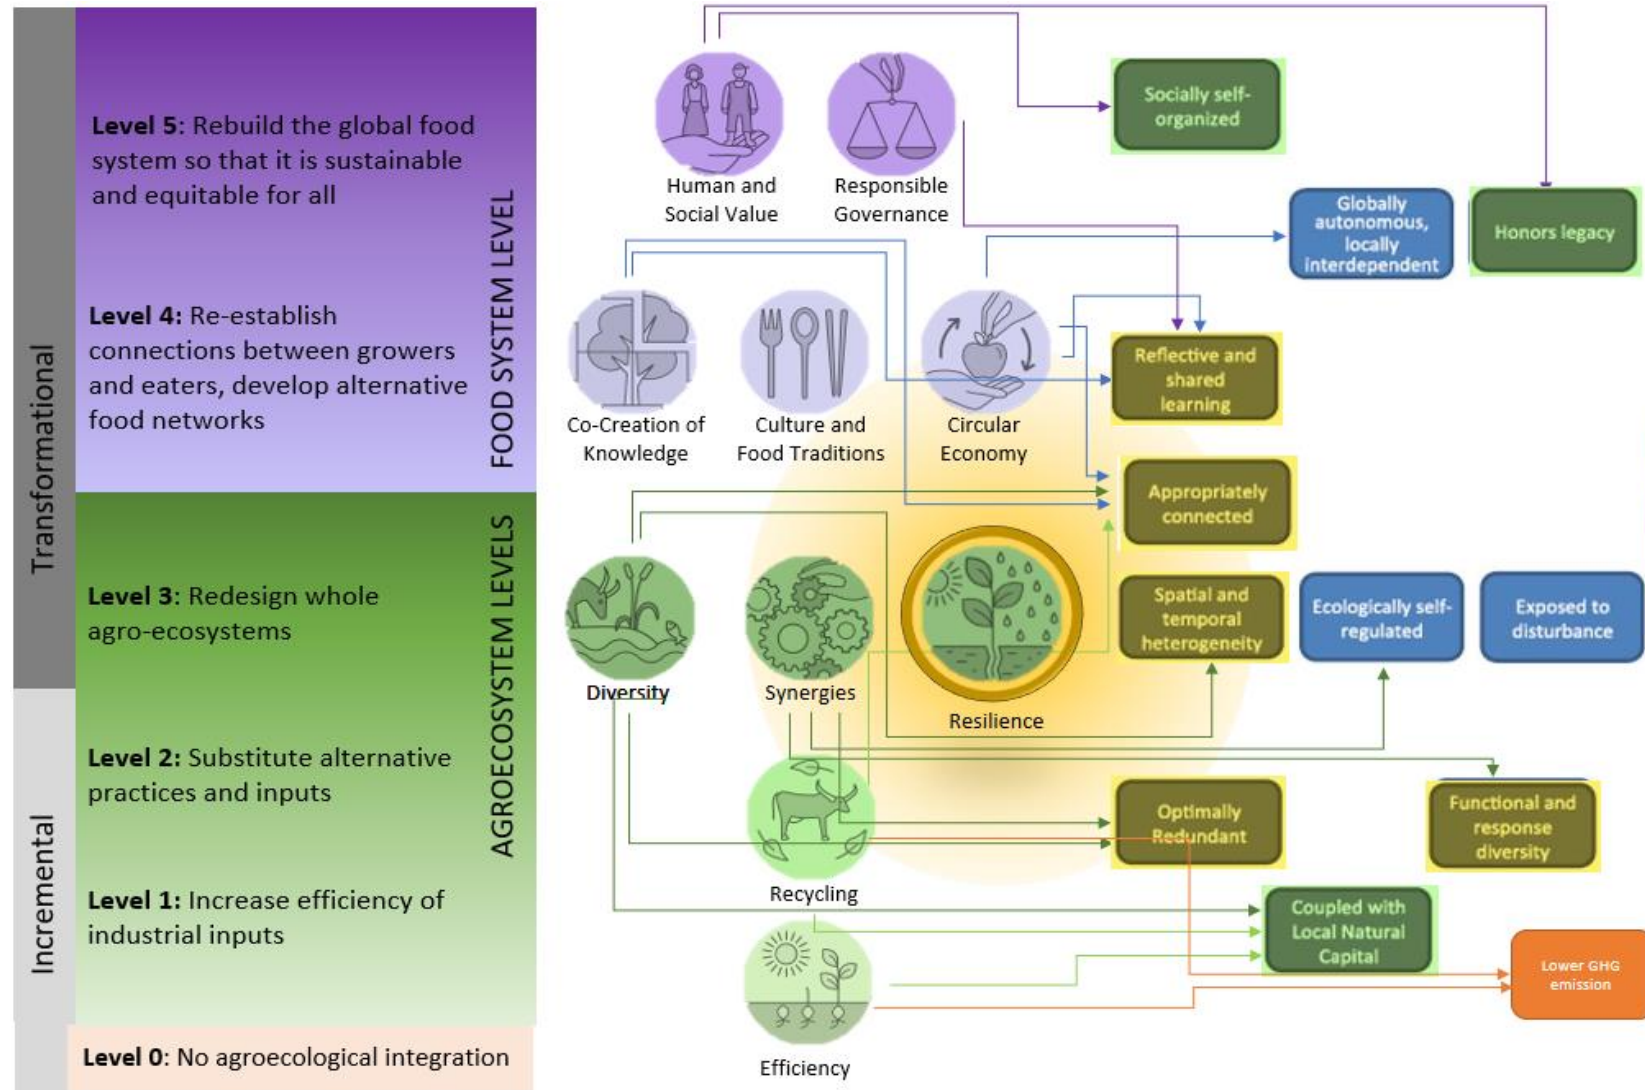 Transformational
Incremental
Level 5: Rebuild the global food
system so that it is sustainable
and equitable for all
Level 4: Re-establish
connections between growers
and eaters, develop alternative
food networks
FOOD SYSTEM LEVEL
Level 3: Redesign whole
agro-ecosystems
Level 2: Substitute alternative
practices and inputs
Level 1: Increase efficiency of
industrial inputs
AGROECOSYSTEM LEVELS
Level 0: No agroecological integration
Human and
Social Value
Responsible
Governance
Socially self-
organized
Globally
autonomous,
locally
interdependent
Honors legacy
Co-Creation of
Knowledge
Culture and
Food Traditions
Circular
Economy
Reflective and
shared
learning
Appropriately
connected
Diversity
Synergies
Resilience
Spatial and
temporal
heterogeneity
Ecologically self-
regulated
Exposed to
disturbance
Recycling
Optimally
Redundant
Functional and
response
diversity
Coupled with
Local Natural
Capital
Efficiency
Lower GHG
emission